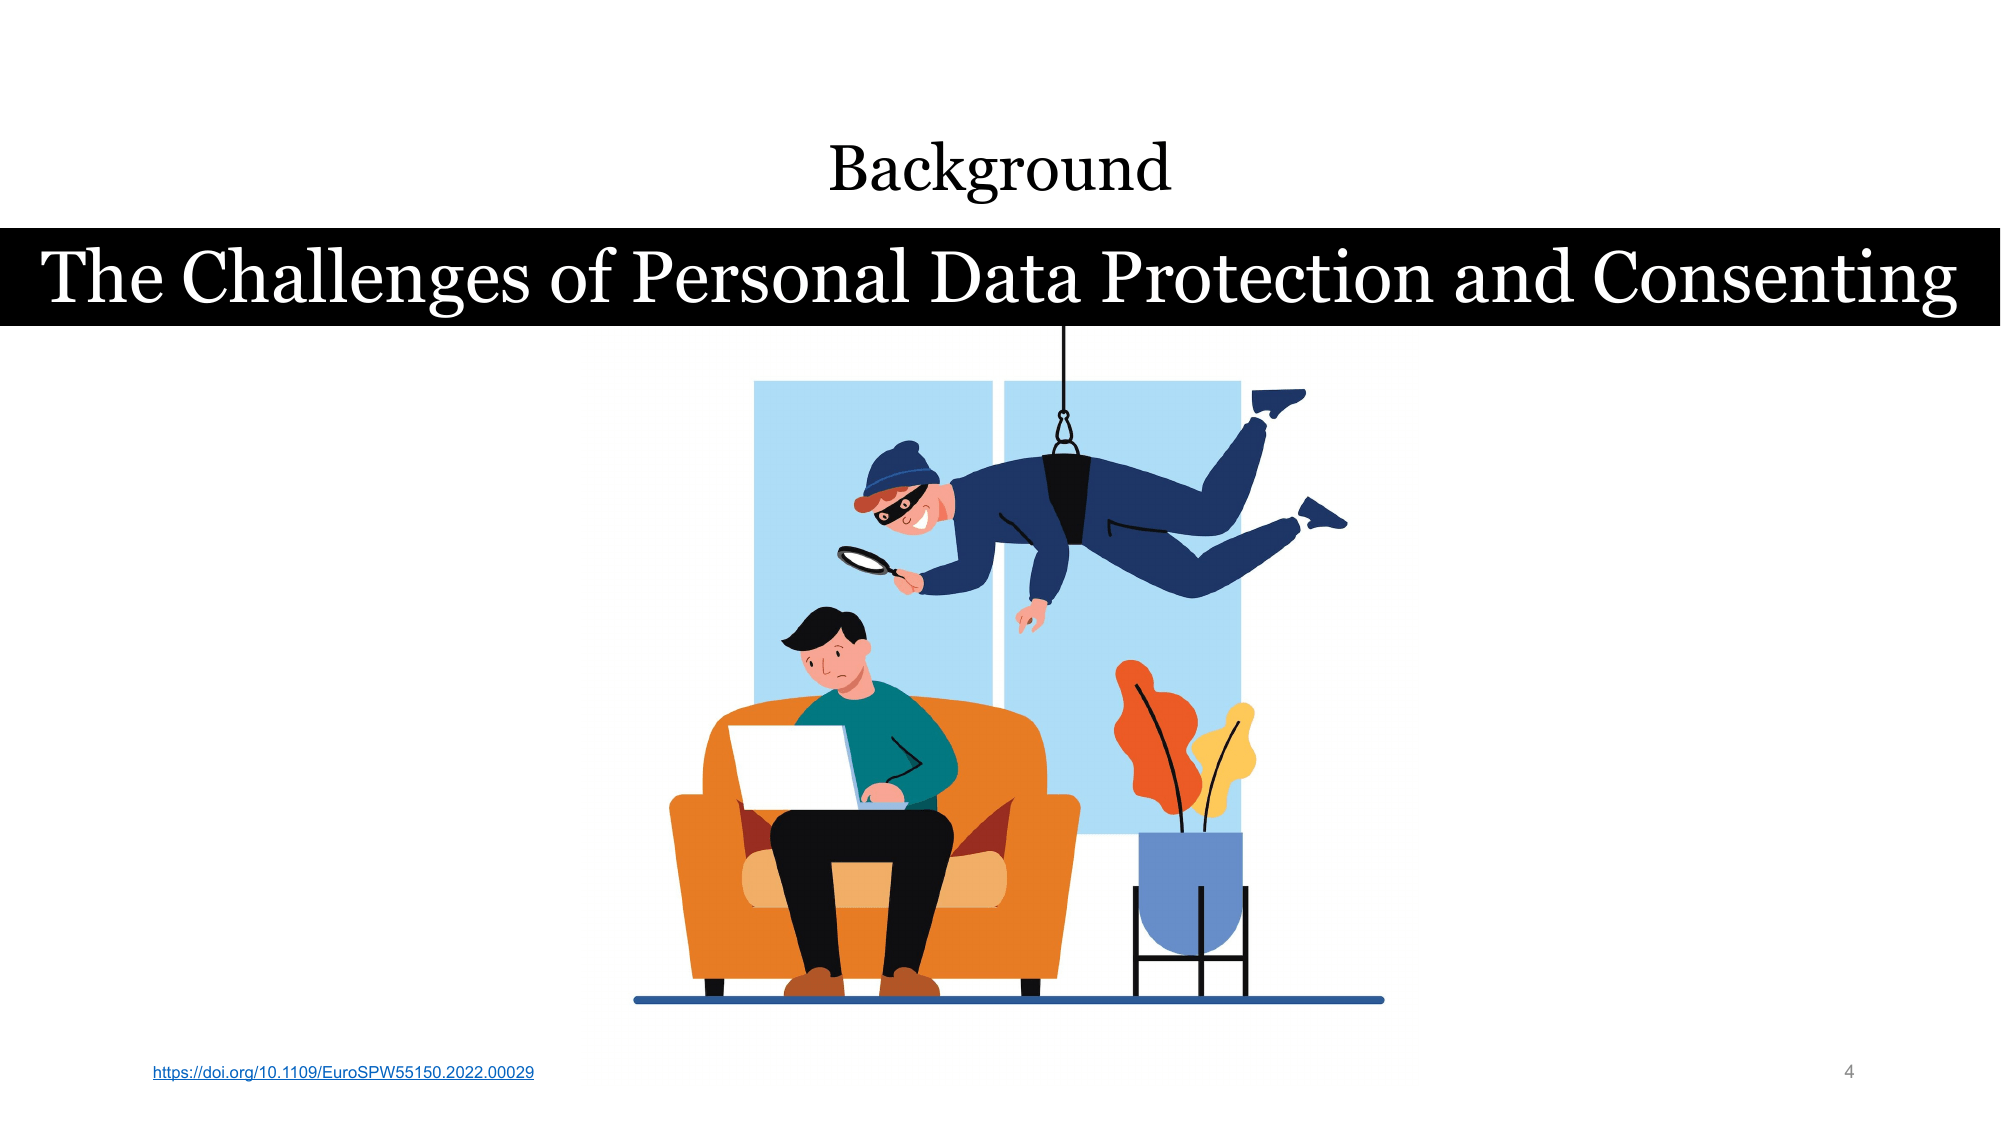 Background
The Challenges of Personal Data Protection and Consenting
https://doi.org/10.1109/EuroSPW55150.2022.00029
4